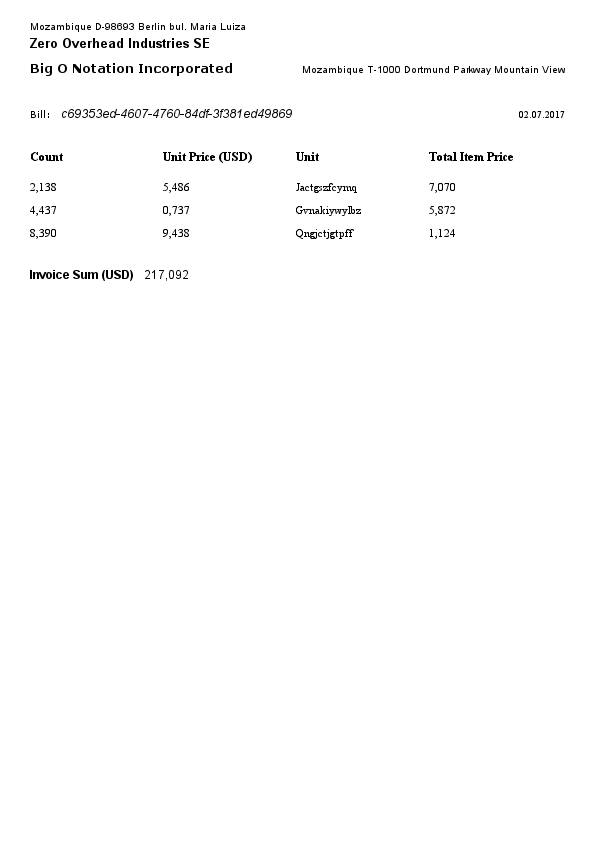 Mozambique D-98693 Berlin bul. Maria Luiza
Zero Overhead Industries SE
Big O Notation Incorporated Mozambique T-1000 Dortmund Parkway Mountain View
Bill: c69353ed-4607-4760-84df-3f381ed49869 02.07.2017
Count Unit Price (USD) Unit Total Item Price
2,138 5,486 Jactgszfcymq 7,070
4,437 0,737 Gvnakiywylbz 5,872
8,390 9,438 Qngjctjgtpff 1,124
Invoice Sum (USD) 217,092